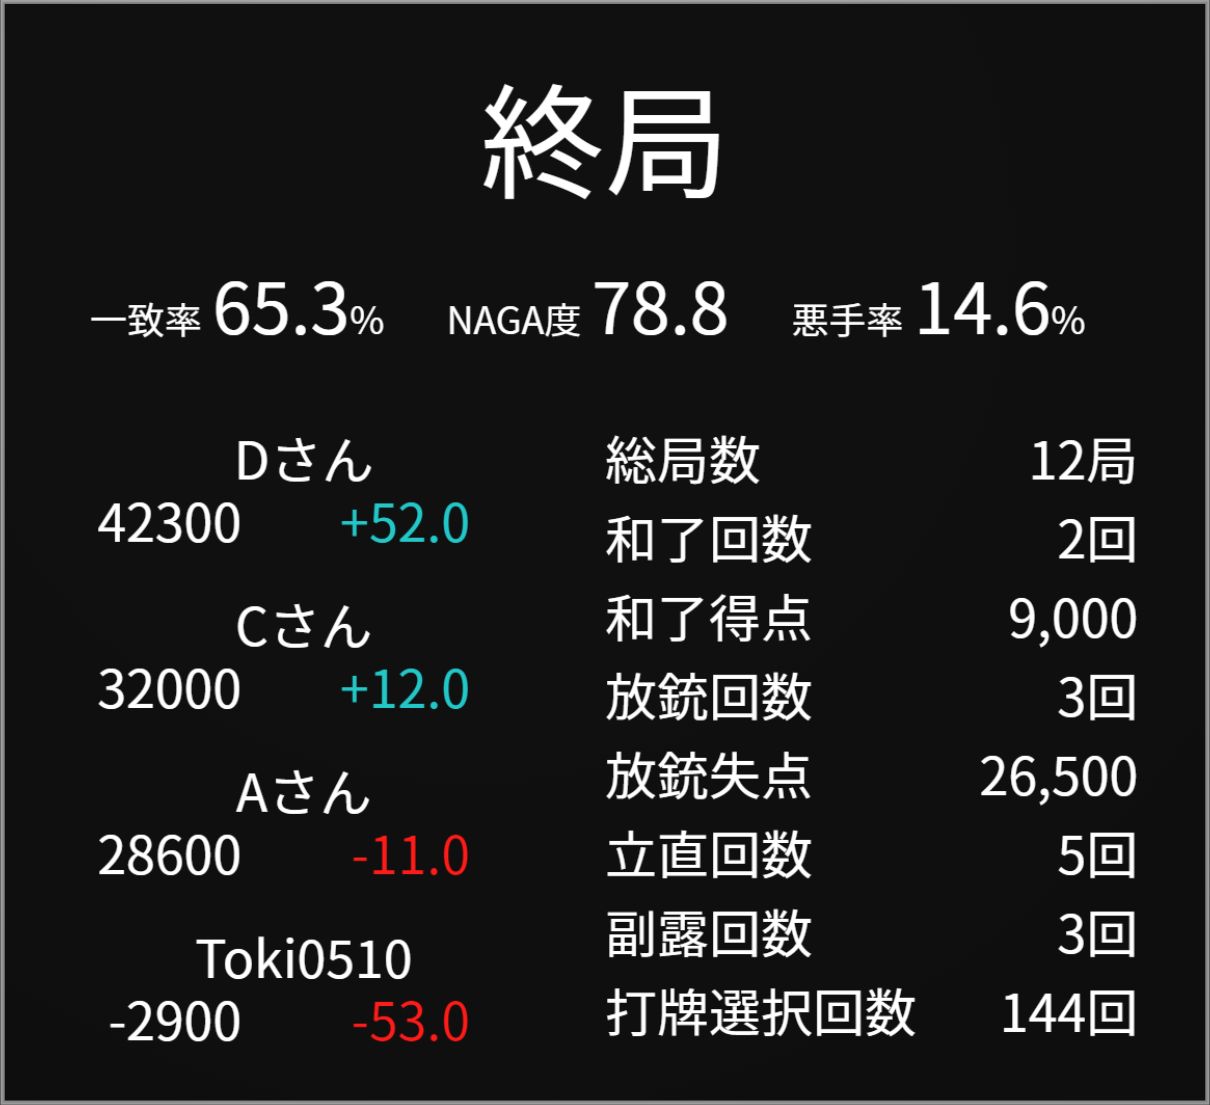 終局
一致率 65.3% NAGA度 78.8 悪手率 14.6%
Dさん
42300 +52.0
Cさん
32000 +12.0
Aさん
28600 -11.0
Toki0510
-2900 -53.0
総局数 12局
和了回数 2回
和了得点 9,000
放銃回数 3回
放銃失点 26,500
立直回数 5回
副露回数 3回
打牌選択回数 144回